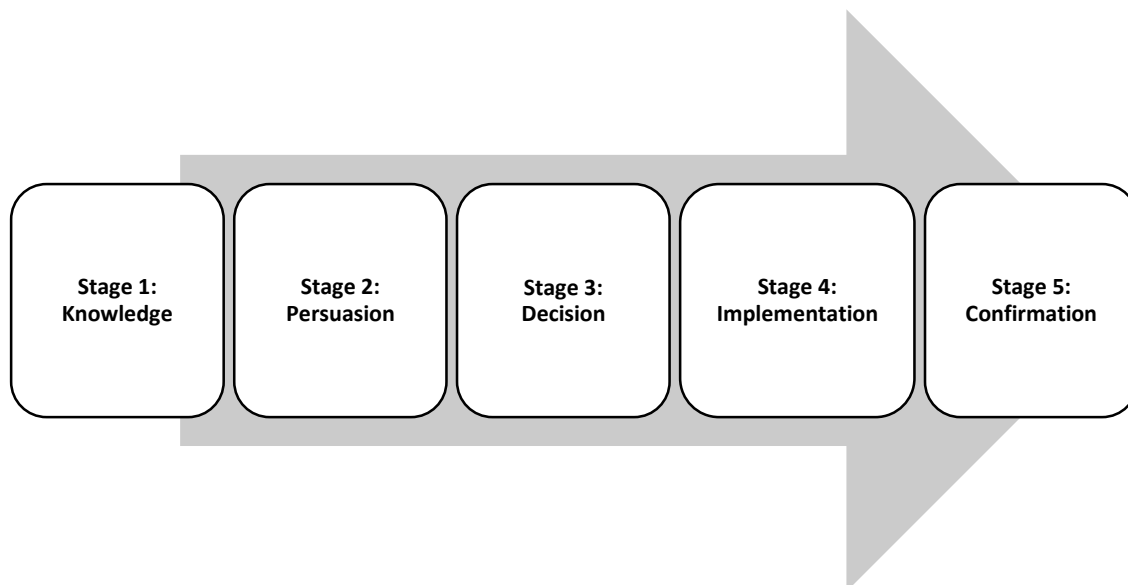 Stage 1:
Knowledge
Stage 2:
Persuasion
Stage 3:
Decision
Stage 4:
Implementation
Stage 5:
Confirmation